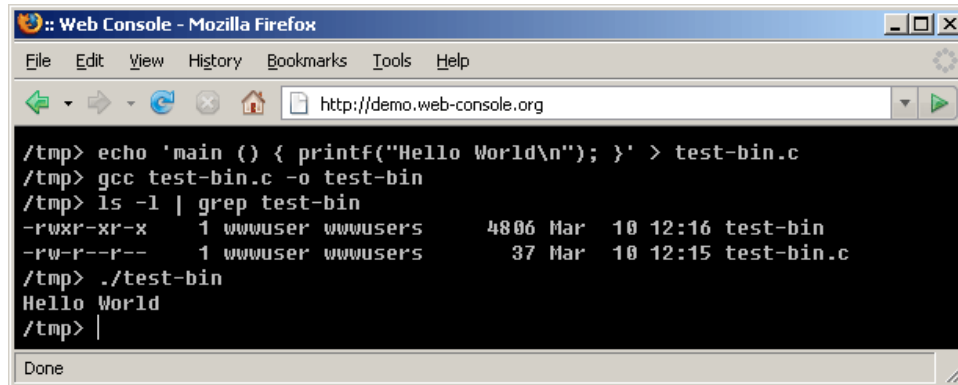 :: Web Console - Mozilla Firefox
File Edit View History Bookmarks Tools Help
http://demo.web-console.org
/tmp> echo 'main () { printf("Hello World\n"); }' > test-bin.c
/tmp> gcc test-bin.c -o test-bin
/tmp> ls -l | grep test-bin
-rwxr-xr-x 1 wwwuser wwwusers 4806 Mar 10 12:16 test-bin
-rw-r--r-- 1 wwwuser wwwusers 37 Mar 10 12:15 test-bin.c
/tmp> ./test-bin
Hello World
/tmp>
Done